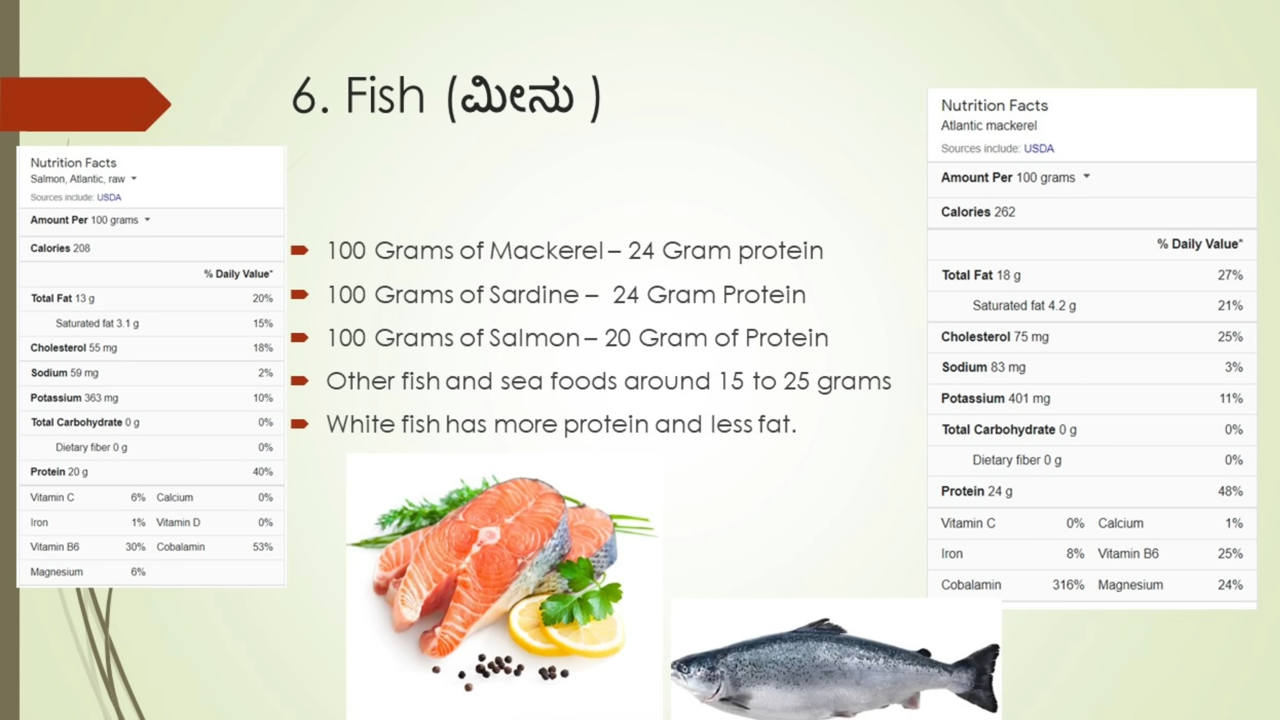 6. Fish (ಮೀನು )
Nutrition Facts
Salmon, Atlantic, raw
Sources include: USDA
Amount Per 100 grams
Calories 208
% Daily Value*
Total Fat 13 g 20%
Saturated fat 3.1 g 15%
Cholesterol 55 mg 18%
Sodium 59 mg 2%
Potassium 363 mg 10%
Total Carbohydrate 0 g 0%
Dietary fiber 0 g 0%
Protein 20 g 40%
Vitamin C 6% Calcium 0%
Iron 1% Vitamin D 0%
Vitamin B6 30% Cobalamin 53%
Magnesium 6%
100 Grams of Mackerel – 24 Gram protein
100 Grams of Sardine – 24 Gram Protein
100 Grams of Salmon – 20 Gram of Protein
Other fish and sea foods around 15 to 25 grams
White fish has more protein and less fat.
Nutrition Facts
Atlantic mackerel
Sources include: USDA
Amount Per 100 grams
Calories 262
% Daily Value*
Total Fat 18 g 27%
Saturated fat 4.2 g 21%
Cholesterol 75 mg 25%
Sodium 83 mg 3%
Potassium 401 mg 11%
Total Carbohydrate 0 g 0%
Dietary fiber 0 g 0%
Protein 24 g 48%
Vitamin C 0% Calcium 1%
Iron 8% Vitamin B6 25%
Cobalamin 316% Magnesium 24%